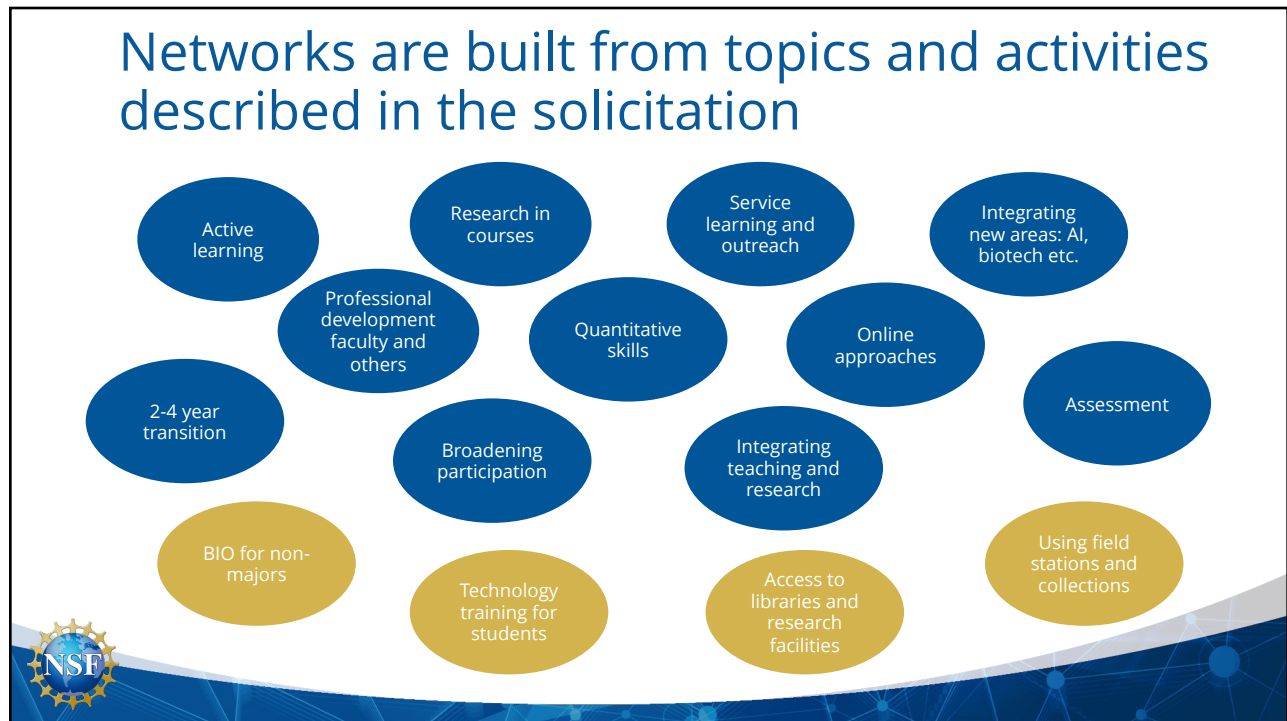 Networks are built from topics and activities
described in the solicitation
Active
learning
Research in
courses
Service
learning and
outreach
Integrating
new areas: AI,
biotech etc.
Professional
development
faculty and
others
Quantitative
skills
Online
approaches
2-4 year
transition
Broadening
participation
Integrating
teaching and
research
Assessment
BIO for non-
majors
Technology
training for
students
Access to
libraries and
research
facilities
Using field
stations and
collections
NSF